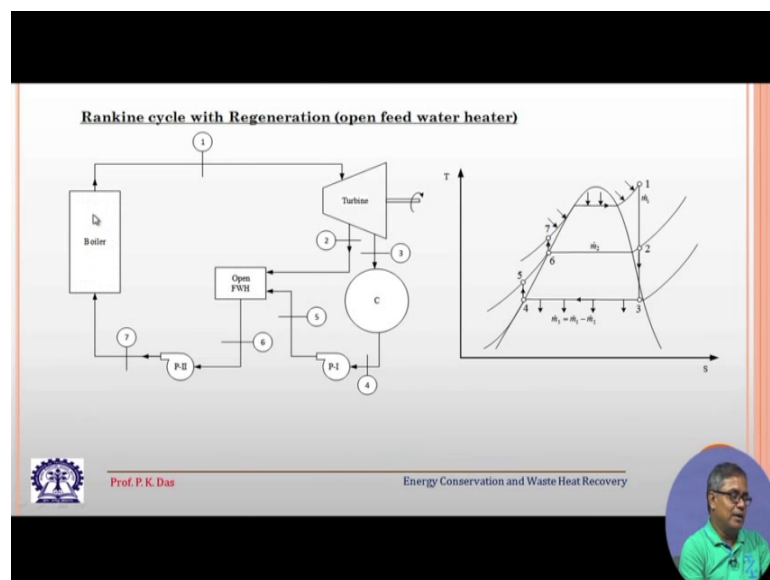 Rankine cycle with Regeneration (open feed water heater)
1
Turbine
Boiler
2
3
Open
FWH
C
5
6
7
P-II
P-I
4
T
1
ṁ₁
7
6
ṁ₂
2
5
4
3
ṁ₃ = ṁ₁ - ṁ₂
s
Prof. P. K. Das
Energy Conservation and Waste Heat Recovery